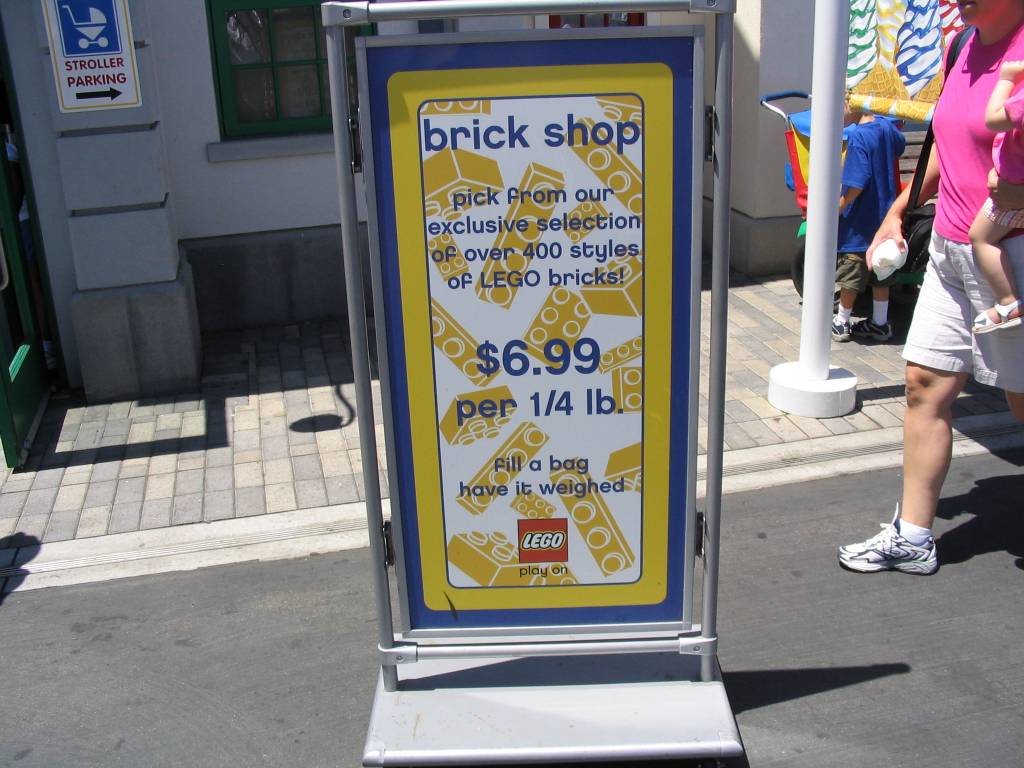 STROLLER
PARKING
brick shop
pick from our
exclusive selection
of over 400 styles
of LEGO bricks!
$6.99
per 1/4 lb.
fill a bag
have it weighed
LEGO
play on